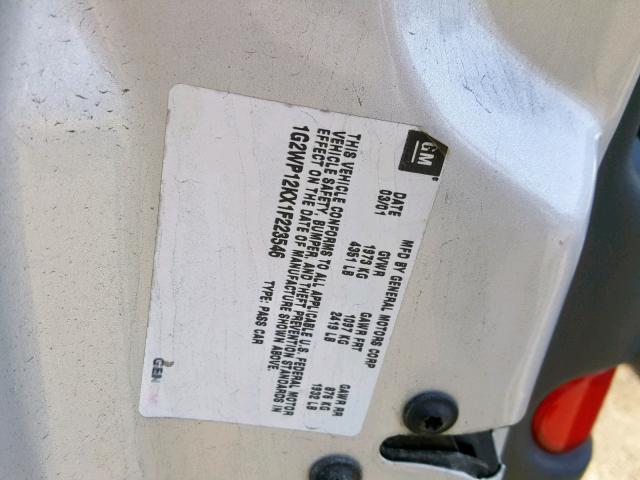 GM
MFD BY GENERAL MOTORS CORP
DATE GVWR GAWR FRT GAWR RR
03/01 1973 KG 1097 KG 876 KG
4351 LB 2419 LB 1932 LB
THIS VEHICLE CONFORMS TO ALL APPLICABLE U.S. FEDERAL MOTOR
VEHICLE SAFETY, BUMPER, AND THEFT PREVENTION STANDARDS IN
EFFECT ON THE DATE OF MANUFACTURE SHOWN ABOVE.
1G2WP12KX1F223546 TYPE: PASS CAR
GEN